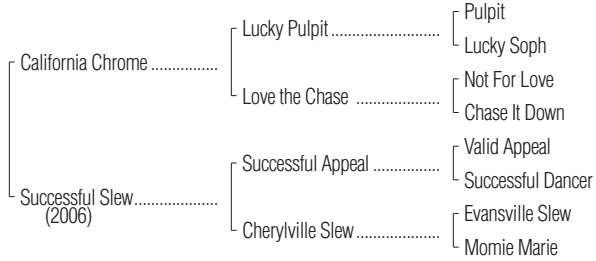 Pulpit
Lucky Pulpit ..........................
Lucky Soph
California Chrome ................
Not For Love
Love the Chase ....................
Chase It Down
Valid Appeal
Successful Appeal ................
Successful Dancer
Successful Slew....................
(2006)
Evansville Slew
Cherylville Slew....................
Momie Marie